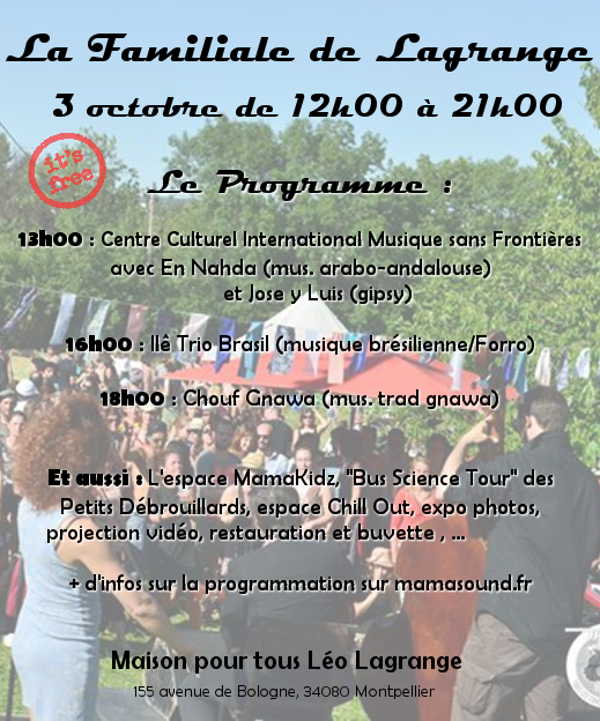 La Familiale de Lagrange
3 octobre de 12h00 à 21h00
it's
free
Le Programme :
13h00 : Centre Culturel International Musique sans Frontières
avec En Nahda (mus. arabo-andalouse)
et Jose y Luis (gipsy)
16h00 : Ilê Trio Brasil (musique brésilienne/Forro)
18h00 : Chouf Gnawa (mus. trad gnawa)
Et aussi : L'espace MamaKidz, "Bus Science Tour" des
Petits Débrouillards, espace Chill Out, expo photos,
projection vidéo, restauration et buvette , ...
+ d'infos sur la programmation sur mamasound.fr
Maison pour tous Léo Lagrange
155 avenue de Bologne, 34080 Montpellier